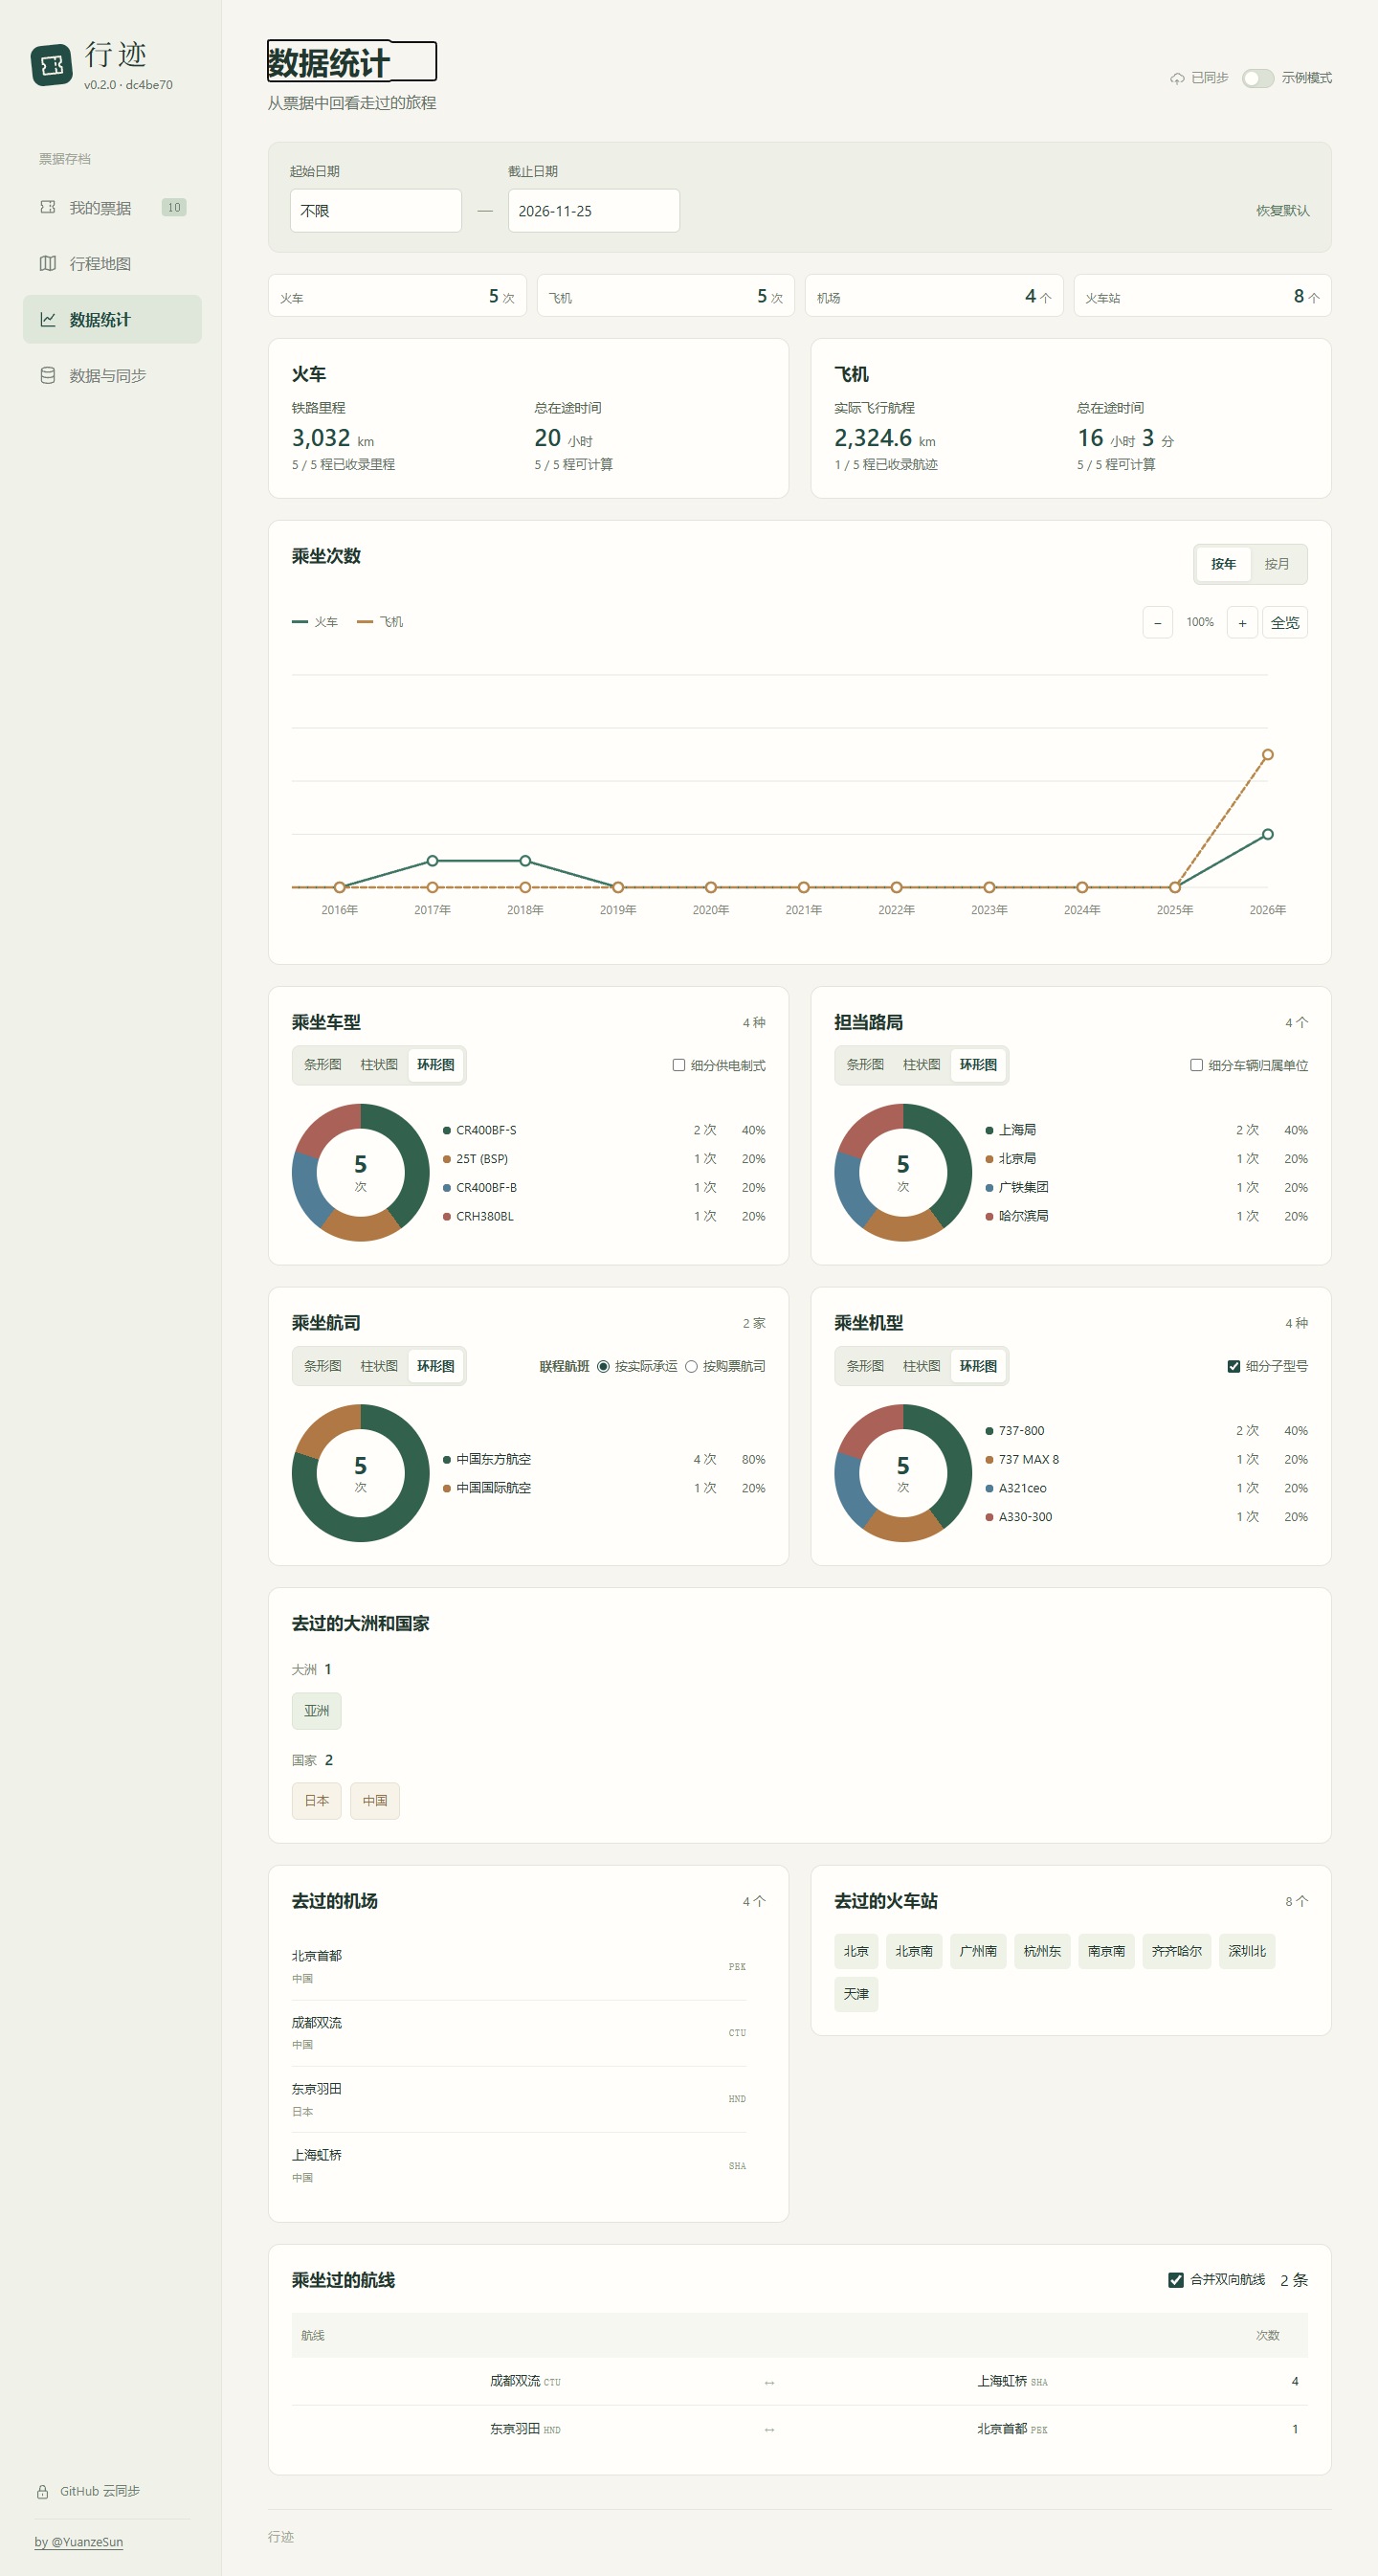 行迹
v0.2.0 · dc4be70
票据存档
我的票据 10
行程地图
数据统计
数据与同步
GitHub 云同步
by @YuanzeSun
数据统计
从票据中回看走过的旅程
已同步 示例模式
起始日期 截止日期
不限 — 2026-11-25 恢复默认
火车 5 次 飞机 5 次 机场 4 个 火车站 8 个
火车
铁路里程 总在途时间
3,032 km 20 小时
5 / 5 程已收录里程 5 / 5 程可计算
飞机
实际飞行航程 总在途时间
2,324.6 km 16 小时 3 分
1 / 5 程已收录航迹 5 / 5 程可计算
乘坐次数 按年 按月
火车 飞机 − 100% + 全览
2016年 2017年 2018年 2019年 2020年 2021年 2022年 2023年 2024年 2025年 2026年
乘坐车型 4 种
条形图 柱状图 环形图 细分供电制式
5
次
CR400BF-S 2 次 40%
25T (BSP) 1 次 20%
CR400BF-B 1 次 20%
CRH380BL 1 次 20%
担当路局 4 个
条形图 柱状图 环形图 细分车辆归属单位
5
次
上海局 2 次 40%
北京局 1 次 20%
广铁集团 1 次 20%
哈尔滨局 1 次 20%
乘坐航司 2 家
条形图 柱状图 环形图 联程航班 按实际承运 按购票航司
5
次
中国东方航空 4 次 80%
中国国际航空 1 次 20%
乘坐机型 4 种
条形图 柱状图 环形图 细分子型号
5
次
737-800 2 次 40%
737 MAX 8 1 次 20%
A321ceo 1 次 20%
A330-300 1 次 20%
去过的大洲和国家
大洲 1
亚洲
国家 2
日本 中国
去过的机场 4 个
北京首都 PEK
中国
成都双流 CTU
中国
东京羽田 HND
日本
上海虹桥 SHA
中国
去过的火车站 8 个
北京 北京南 广州南 杭州东 南京南 齐齐哈尔 深圳北
天津
乘坐过的航线 合并双向航线 2 条
航线 次数
成都双流 CTU ↔ 上海虹桥 SHA 4
东京羽田 HND ↔ 北京首都 PEK 1
行迹